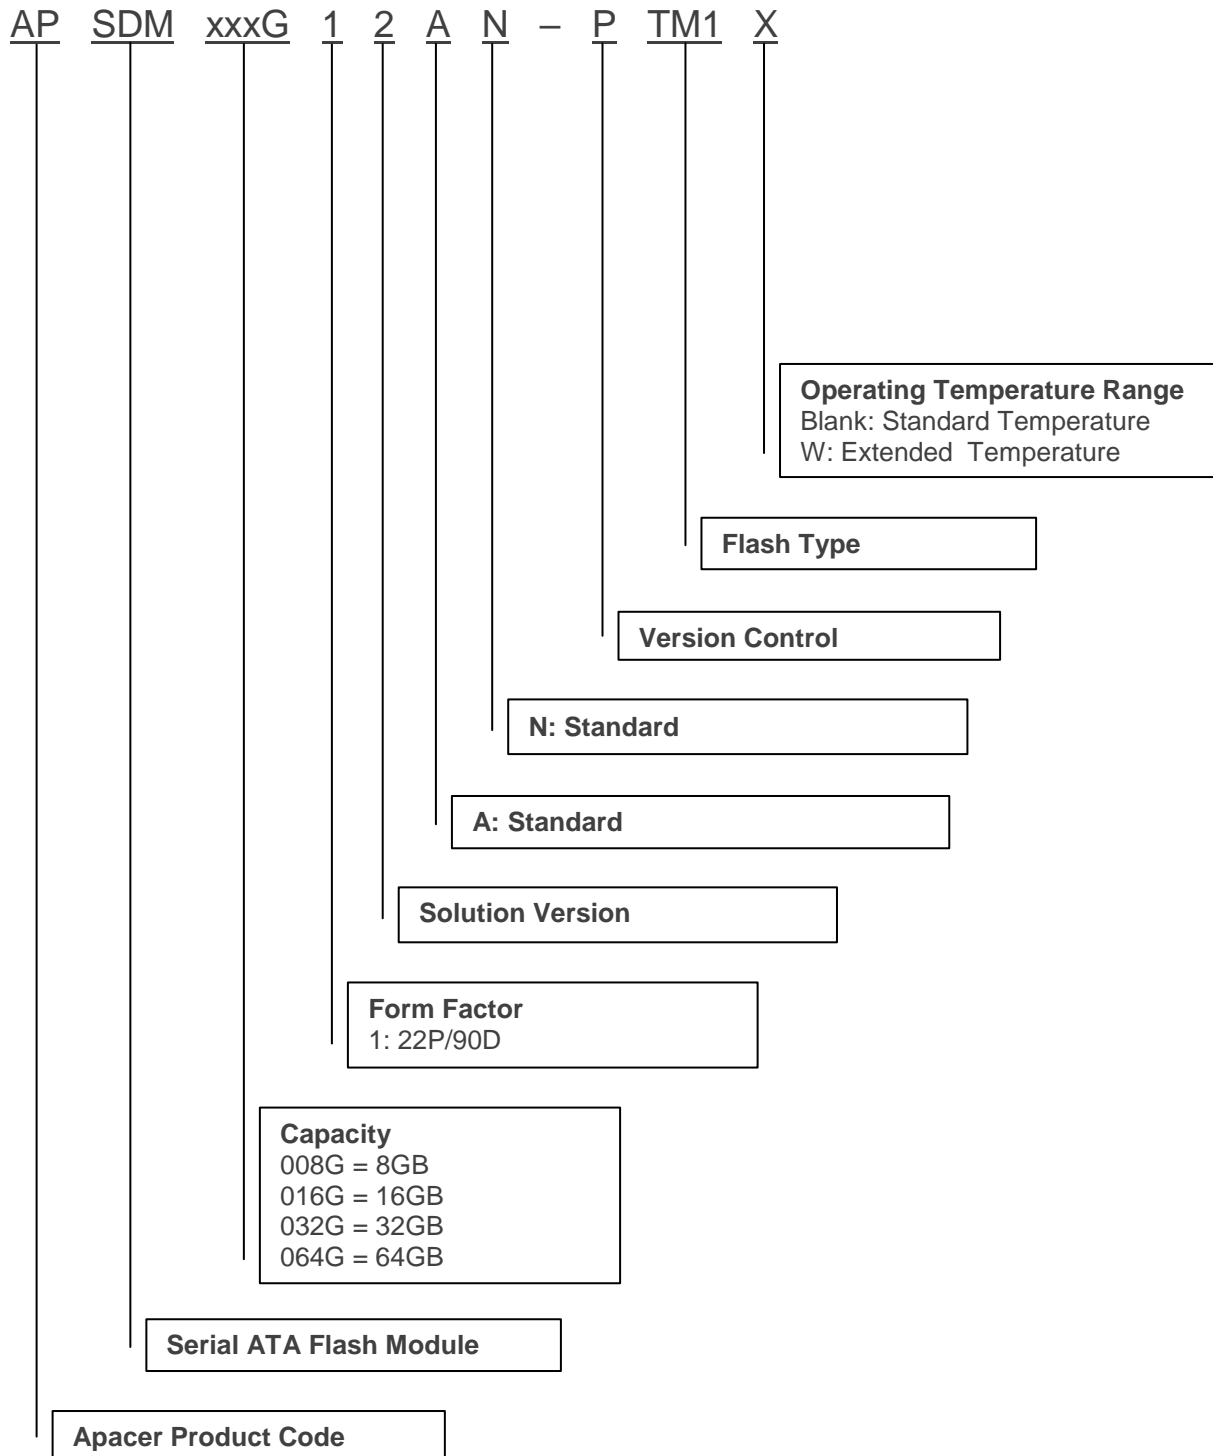 AP SDM xxxG 1 2 A N – P TM1 X
Operating Temperature Range
Blank: Standard Temperature
W: Extended Temperature
Flash Type
Version Control
N: Standard
A: Standard
Solution Version
Form Factor
1: 22P/90D
Capacity
008G = 8GB
016G = 16GB
032G = 32GB
064G = 64GB
Serial ATA Flash Module
Apacer Product Code